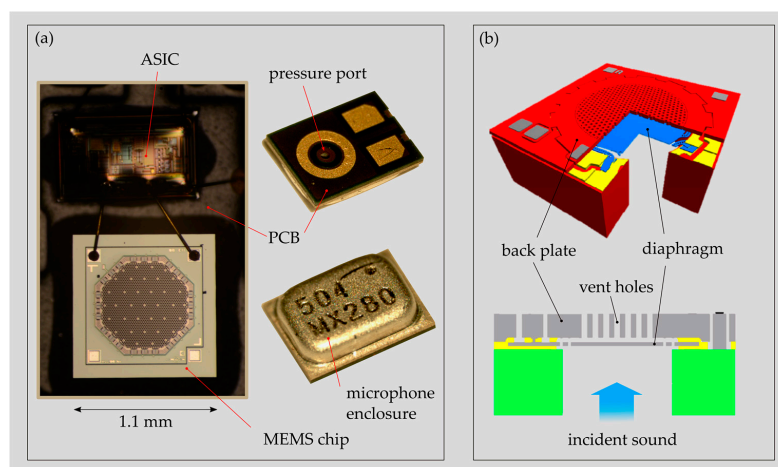 (a)
ASIC
pressure port
PCB
504
MX280
microphone
enclosure
1.1 mm
MEMS chip
(b)
back plate
diaphragm
vent holes
incident sound